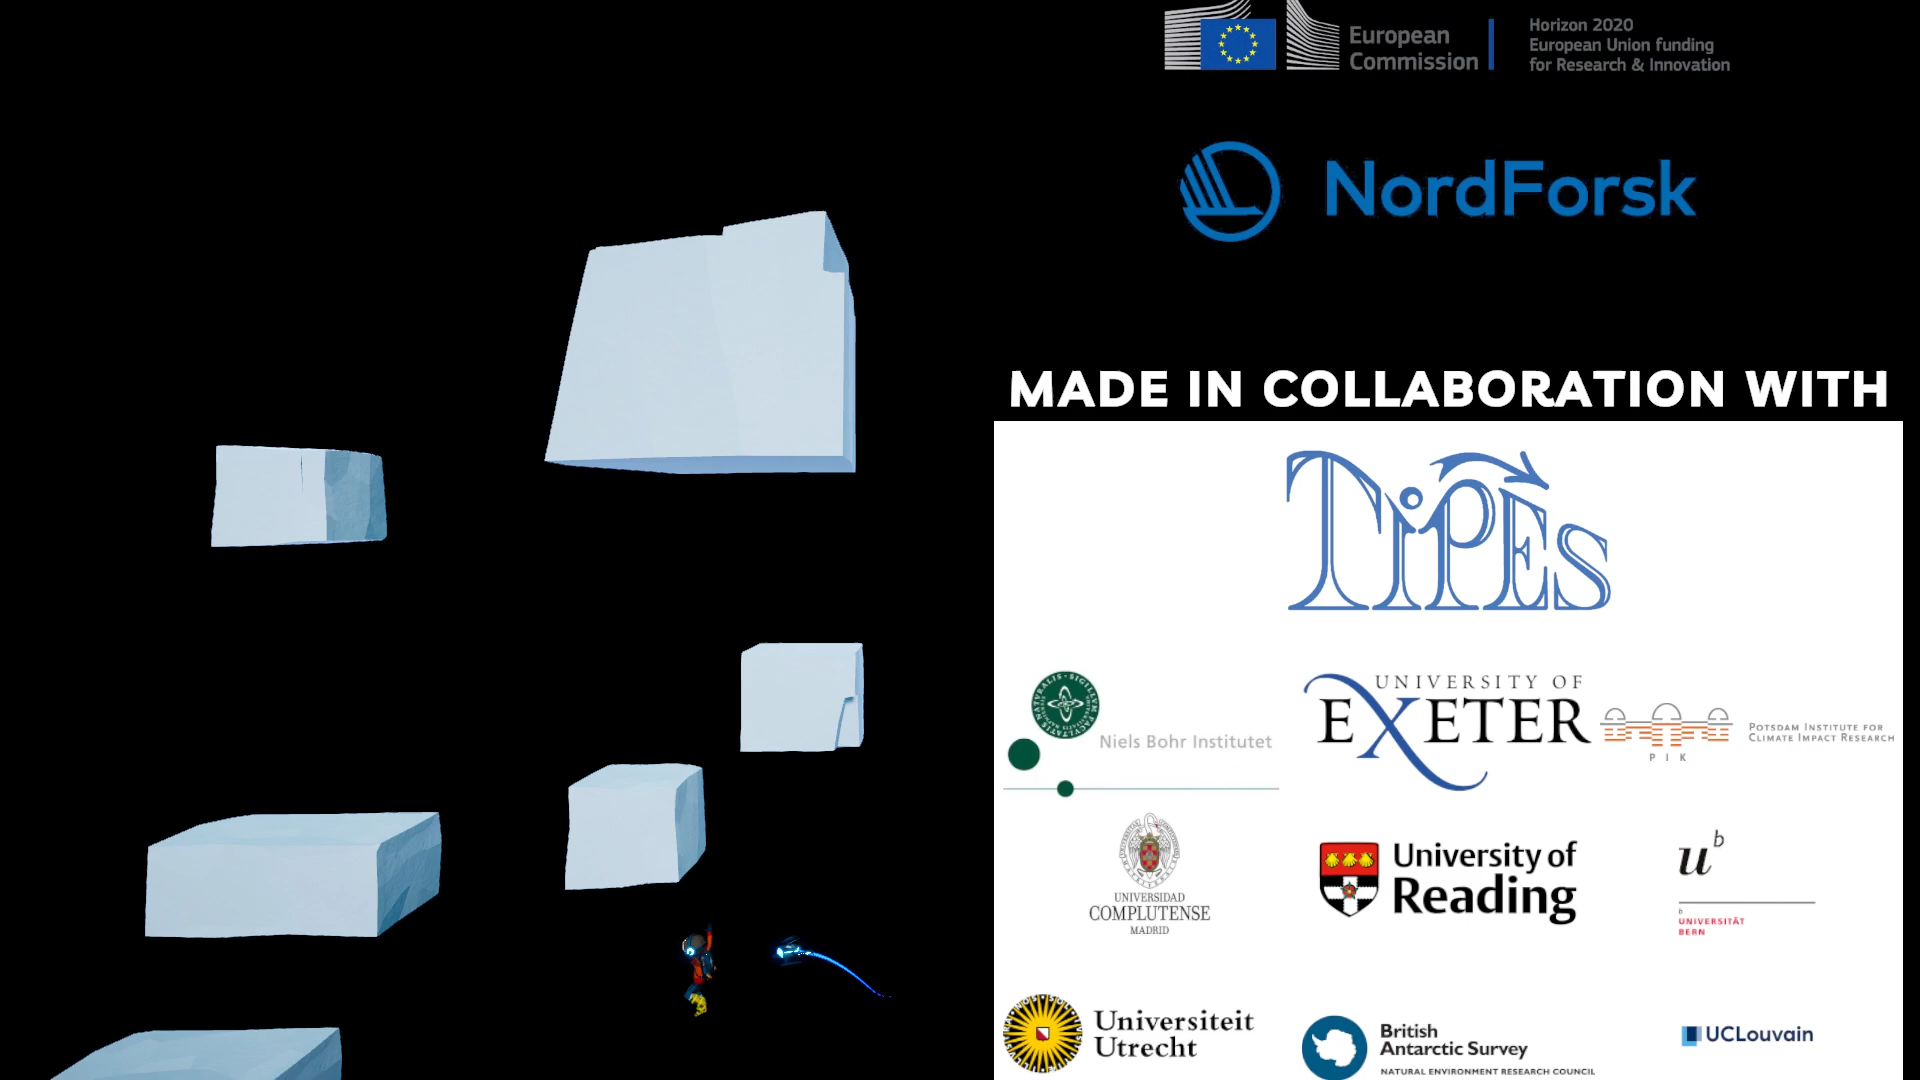 European
Commission
Horizon 2020
European Union funding
for Research & Innovation
NordForsk
MADE IN COLLABORATION WITH
TiPES
Niels Bohr Institutet
UNIVERSITY OF
EXETER
PIK
POTSDAM INSTITUTE FOR
CLIMATE IMPACT RESEARCH
UNIVERSIDAD
COMPLUTENSE
MADRID
University of
Reading
u b
b
UNIVERSITÄT
BERN
Universiteit
Utrecht
British
Antarctic Survey
NATURAL ENVIRONMENT RESEARCH COUNCIL
UCLouvain